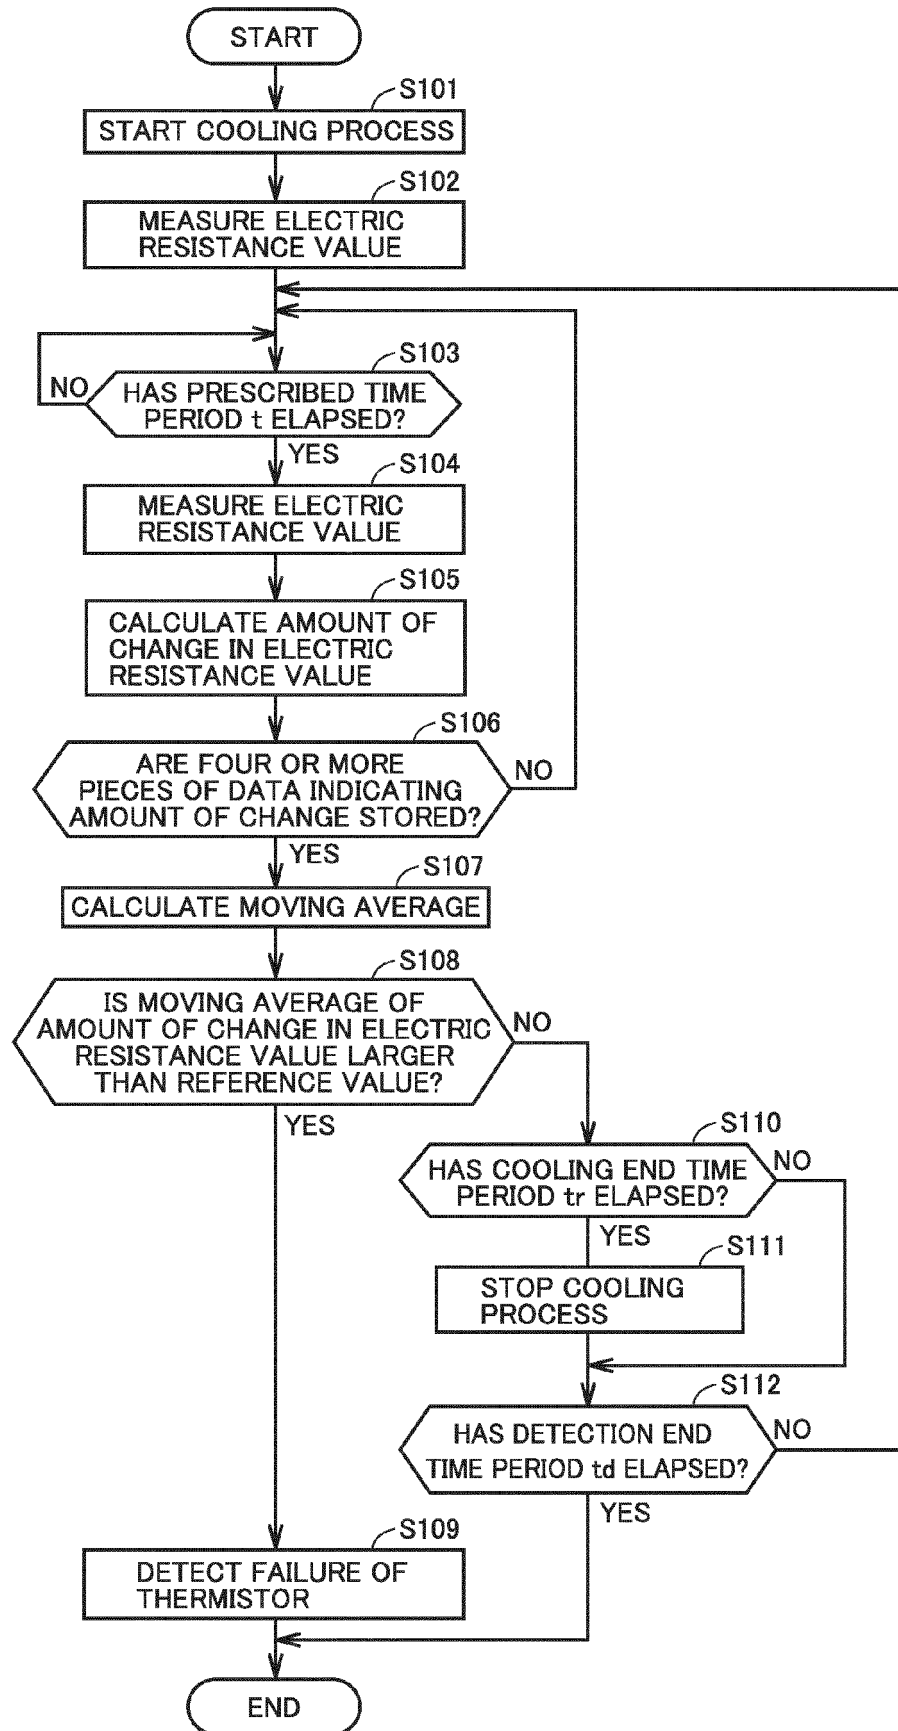 START
S101
START COOLING PROCESS
S102
MEASURE ELECTRIC
RESISTANCE VALUE
S103
NO
HAS PRESCRIBED TIME
PERIOD t ELAPSED?
YES
S104
MEASURE ELECTRIC
RESISTANCE VALUE
S105
CALCULATE AMOUNT OF
CHANGE IN ELECTRIC
RESISTANCE VALUE
S106
ARE FOUR OR MORE
PIECES OF DATA INDICATING
AMOUNT OF CHANGE STORED?
NO
YES
S107
CALCULATE MOVING AVERAGE
S108
IS MOVING AVERAGE OF
AMOUNT OF CHANGE IN ELECTRIC
RESISTANCE VALUE LARGER
THAN REFERENCE VALUE?
NO
YES
S110
HAS COOLING END TIME
PERIOD tr ELAPSED?
NO
YES
S111
STOP COOLING
PROCESS
S112
HAS DETECTION END
TIME PERIOD td ELAPSED?
NO
YES
S109
DETECT FAILURE OF
THERMISTOR
END